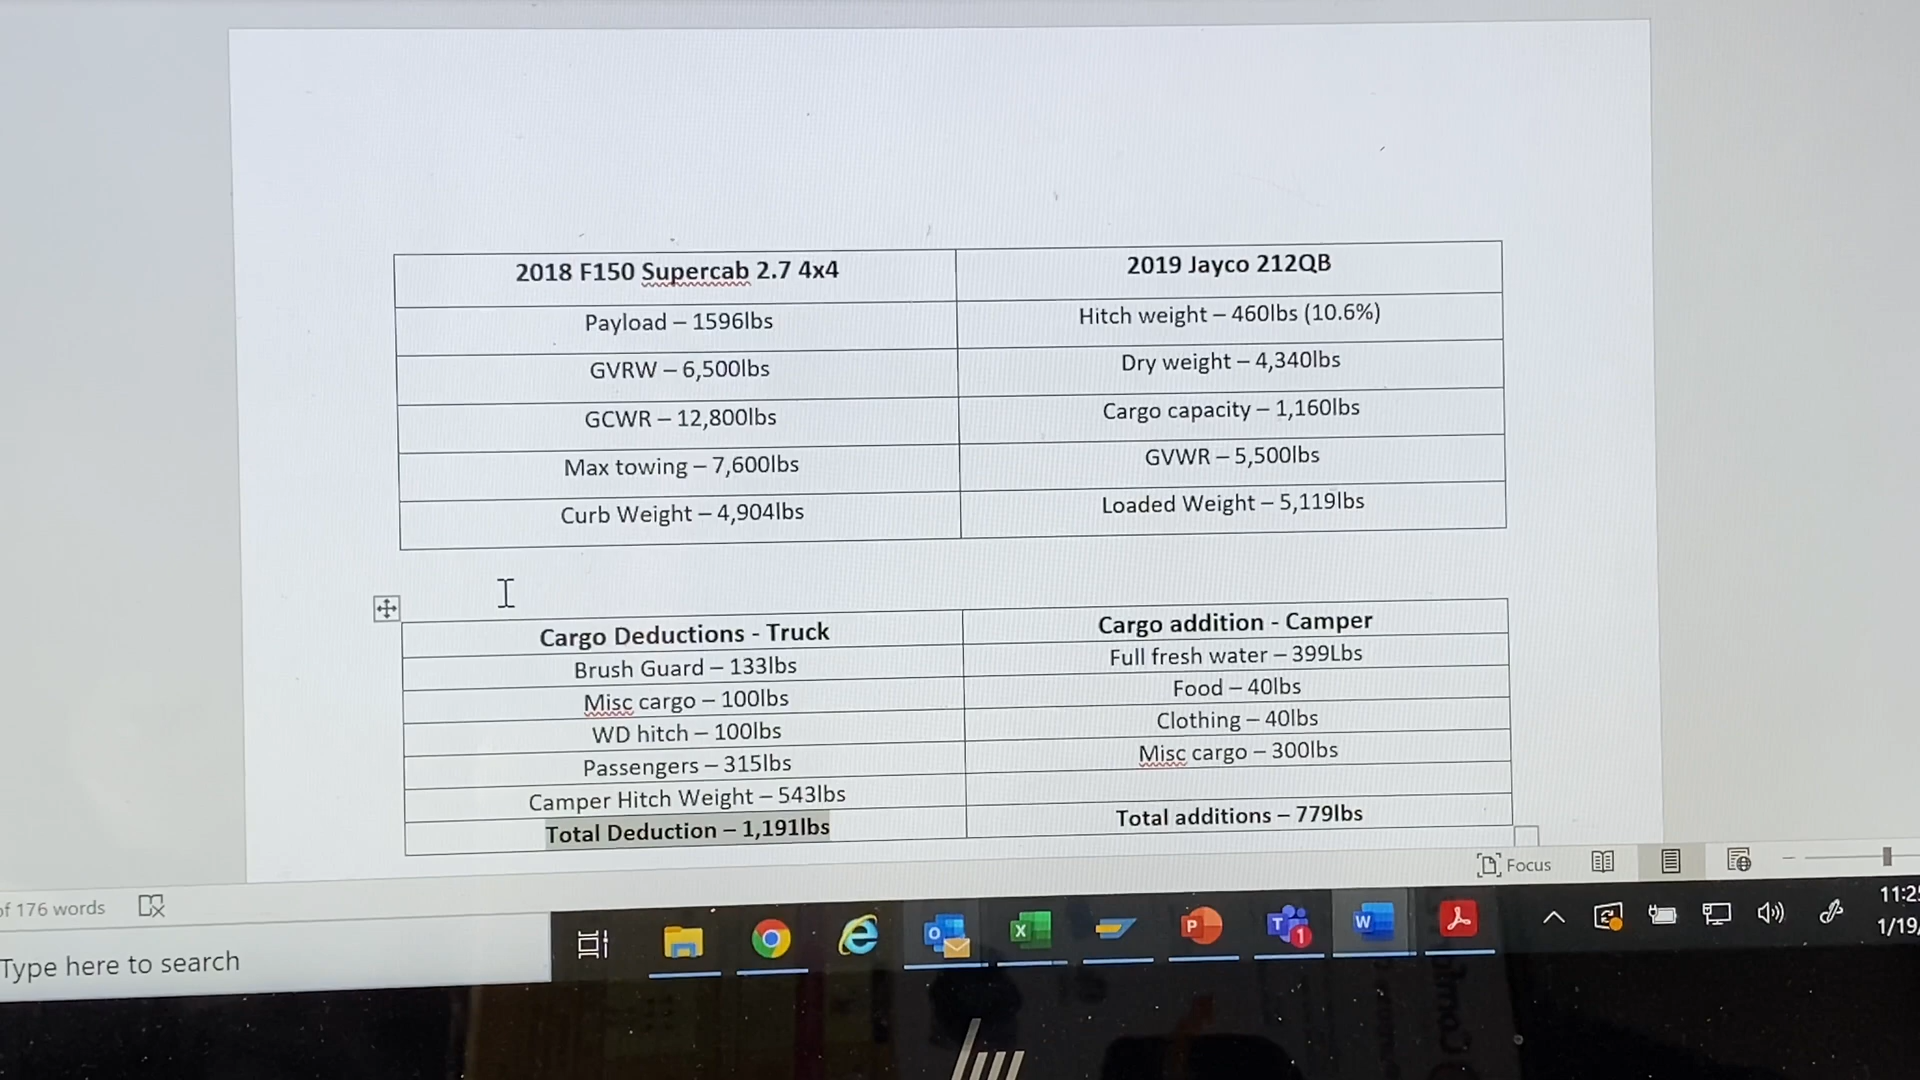 2018 F150 Supercab 2.7 4x4
2019 Jayco 212QB
Payload – 1596lbs
Hitch weight – 460lbs (10.6%)
GVRW – 6,500lbs
Dry weight – 4,340lbs
GCWR – 12,800lbs
Cargo capacity – 1,160lbs
Max towing – 7,600lbs
GVWR – 5,500lbs
Curb Weight – 4,904lbs
Loaded Weight – 5,119lbs
Cargo Deductions - Truck
Cargo addition - Camper
Brush Guard – 133lbs
Full fresh water – 399Lbs
Misc cargo – 100lbs
Food – 40lbs
WD hitch – 100lbs
Clothing – 40lbs
Passengers – 315lbs
Misc cargo – 300lbs
Camper Hitch Weight – 543lbs
Total Deduction – 1,191lbs
Total additions – 779lbs
Focus
of 176 words
Type here to search
O
X
P
T
1
W
11:25
1/19/
hp